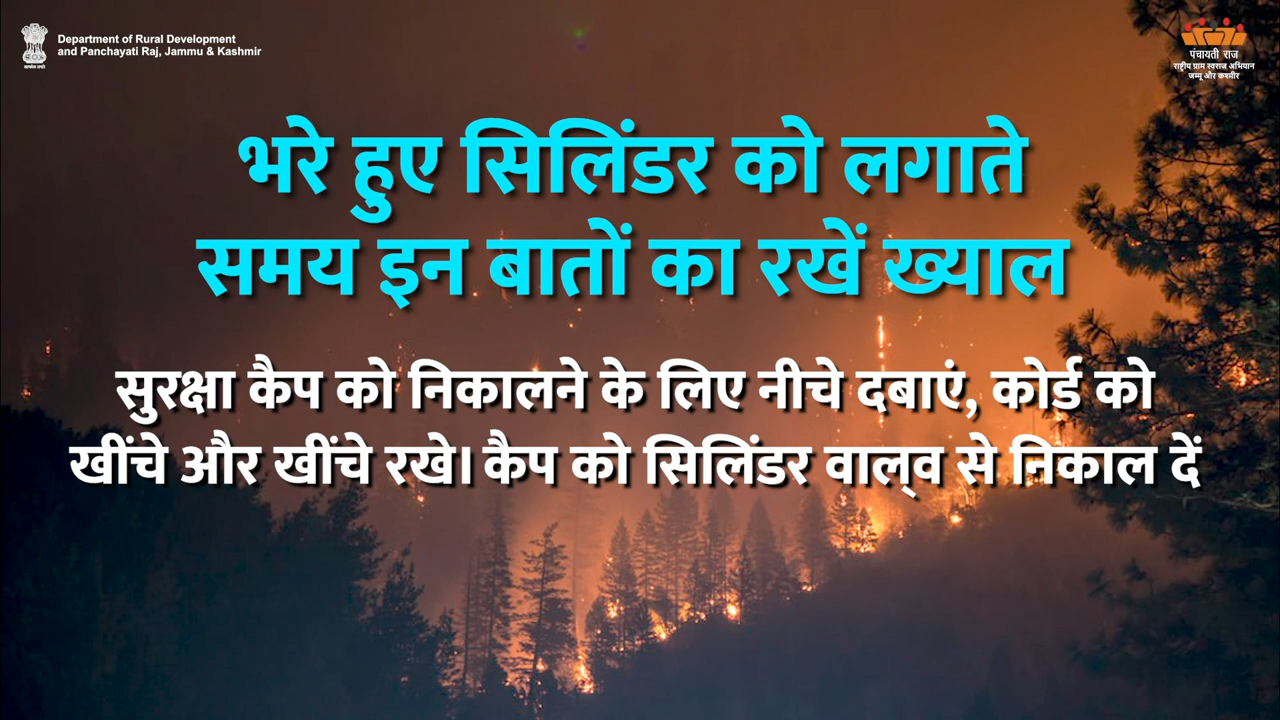 Department of Rural Development
and Panchayati Raj, Jammu & Kashmir
पंचायती राज
राष्ट्रीय ग्राम स्वराज अभियान
जम्मू और कश्मीर
भरे हुए सिलिंडर को लगाते
समय इन बातों का रखें ख्याल
सुरक्षा कैप को निकालने के लिए नीचे दबाएं, कोर्ड को
खींचे और खींचे रखे। कैप को सिलिंडर वाल्‌व से निकाल दें